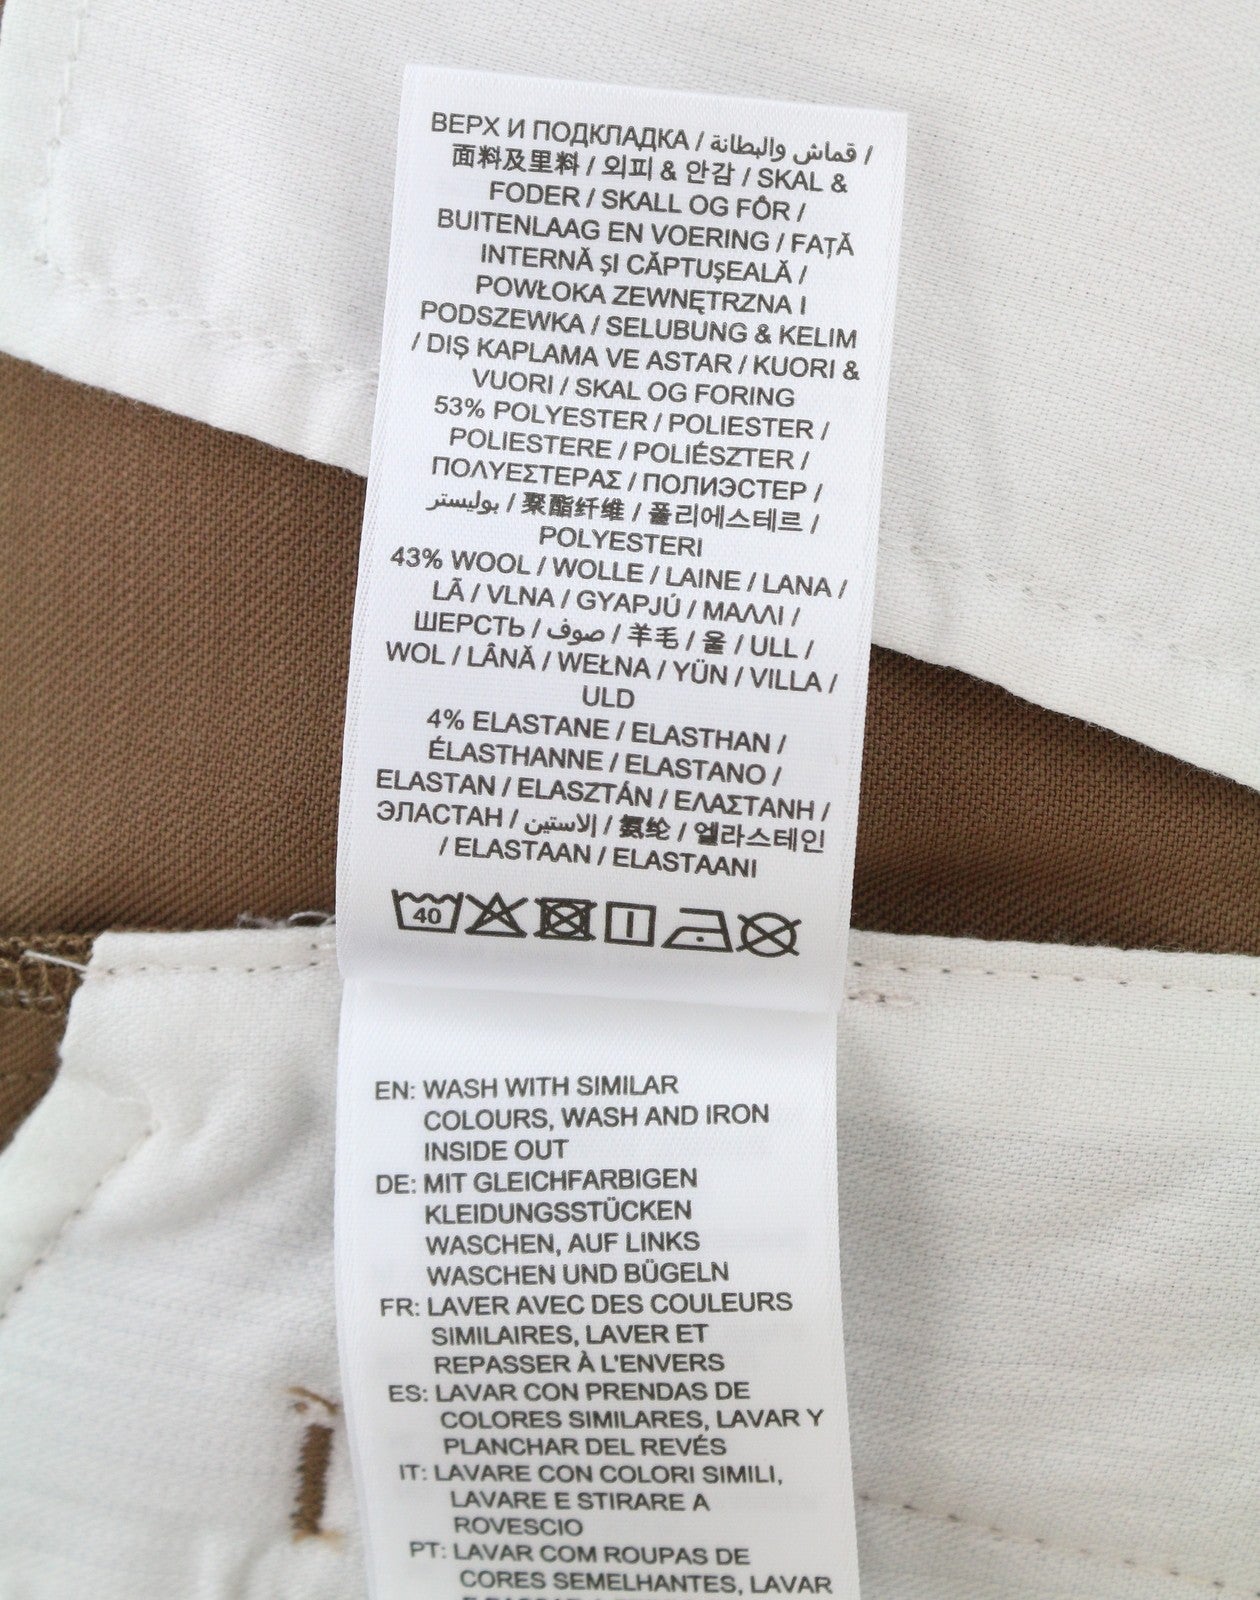 ВЕРХ И ПОДКЛАДКА / قماش والبطانة /
面料及里料 / 외피 & 안감 / SKAL &
FODER / SKALL OG FÔR /
BUITENLAAG EN VOERING / FAȚĂ
INTERNĂ ȘI CĂPTUȘEALĂ /
POWŁOKA ZEWNĘTRZNA I
PODSZEWKA / SELUBUNG & KELIM
/ DIŞ KAPLAMA VE ASTAR / KUORI &
VUORI / SKAL OG FORING
53% POLYESTER / POLIESTER /
POLIESTERE / POLIÉSZTER /
ΠΟΛΥΕΣΤΕΡΑΣ / ПОЛИЭСТЕР /
بوليستر / 聚酯纤维 / 폴리에스테르 /
POLYESTERI
43% WOOL / WOLLE / LAINE / LANA /
LÃ / VLNA / GYAPJÚ / ΜΑΛΛΙ /
ШЕРСТЬ / صوف / 羊毛 / 울 / ULL /
WOL / LÂNĂ / WEŁNA / YÜN / VILLA /
ULD
4% ELASTANE / ELASTHAN /
ÉLASTHANNE / ELASTANO /
ELASTAN / ELASZTÁN / ΕΛΑΣΤΑΝΗ /
ЭЛАСТАН / إلاستين / 氨纶 / 엘라스테인
/ ELASTAAN / ELASTAANI
40
EN: WASH WITH SIMILAR
COLOURS, WASH AND IRON
INSIDE OUT
DE: MIT GLEICHFARBIGEN
KLEIDUNGSSTÜCKEN
WASCHEN, AUF LINKS
WASCHEN UND BÜGELN
FR: LAVER AVEC DES COULEURS
SIMILAIRES, LAVER ET
REPASSER À L'ENVERS
ES: LAVAR CON PRENDAS DE
COLORES SIMILARES, LAVAR Y
PLANCHAR DEL REVÉS
IT: LAVARE CON COLORI SIMILI,
LAVARE E STIRARE A
ROVESCIO
PT: LAVAR COM ROUPAS DE
CORES SEMELHANTES, LAVAR